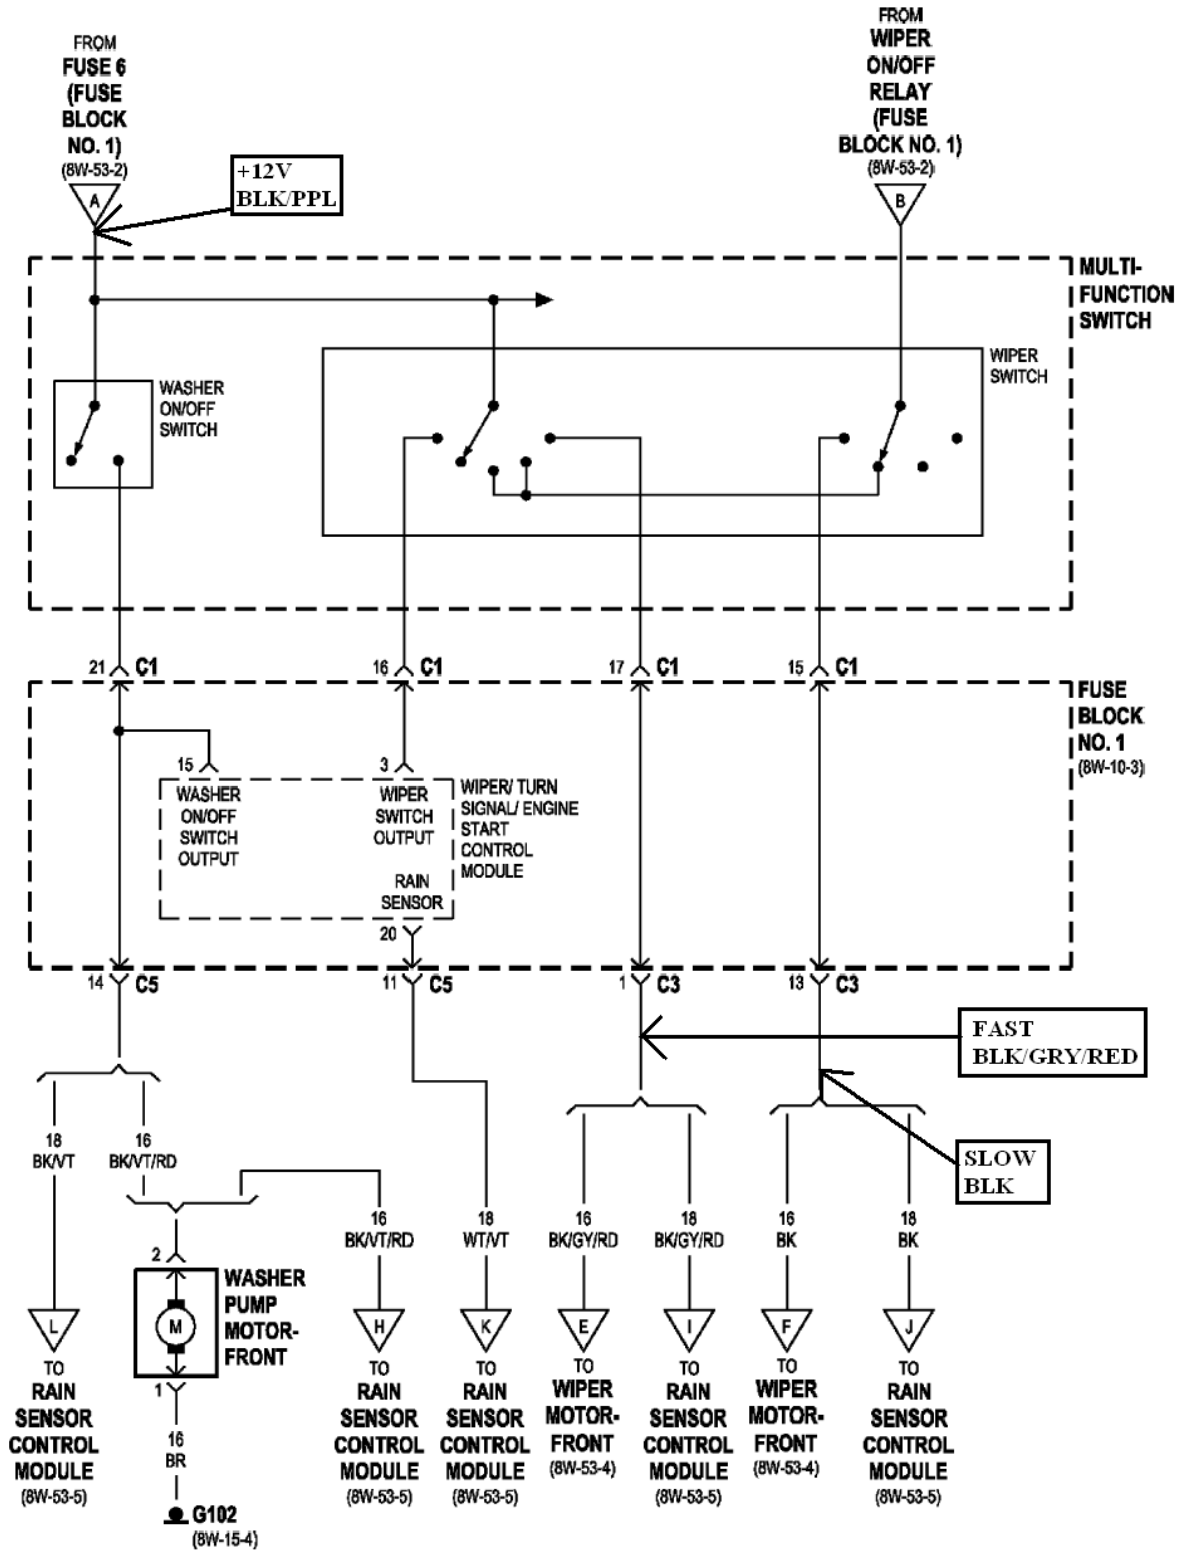 FROM
FUSE 6
(FUSE
BLOCK
NO. 1)
(8W-53-2)
A
+12V
BLK/PPL
FROM
WIPER
ON/OFF
RELAY
(FUSE
BLOCK NO. 1)
(8W-53-2)
B
MULTI-
FUNCTION
SWITCH
WASHER
ON/OFF
SWITCH
WIPER
SWITCH
21 C1
16 C1
17 C1
15 C1
FUSE
BLOCK
NO. 1
(8W-10-3)
15
WASHER
ON/OFF
SWITCH
OUTPUT
3
WIPER
SWITCH
OUTPUT
RAIN
SENSOR
20
WIPER/ TURN
SIGNAL/ ENGINE
START
CONTROL
MODULE
14 C5
11 C5
1 C3
13 C3
FAST
BLK/GRY/RED
SLOW
BLK
18
BK/VT
16
BK/VT/RD
16
BK/VT/RD
18
WT/VT
16
BK/GY/RD
18
BK/GY/RD
16
BK
18
BK
2
M
WASHER
PUMP
MOTOR-
FRONT
1
16
BR
G102
(8W-15-4)
L
TO
RAIN
SENSOR
CONTROL
MODULE
(8W-53-5)
H
TO
RAIN
SENSOR
CONTROL
MODULE
(8W-53-5)
K
TO
RAIN
SENSOR
CONTROL
MODULE
(8W-53-5)
E
TO
WIPER
MOTOR-
FRONT
(8W-53-4)
I
TO
RAIN
SENSOR
CONTROL
MODULE
(8W-53-5)
F
TO
WIPER
MOTOR-
FRONT
(8W-53-4)
J
TO
RAIN
SENSOR
CONTROL
MODULE
(8W-53-5)